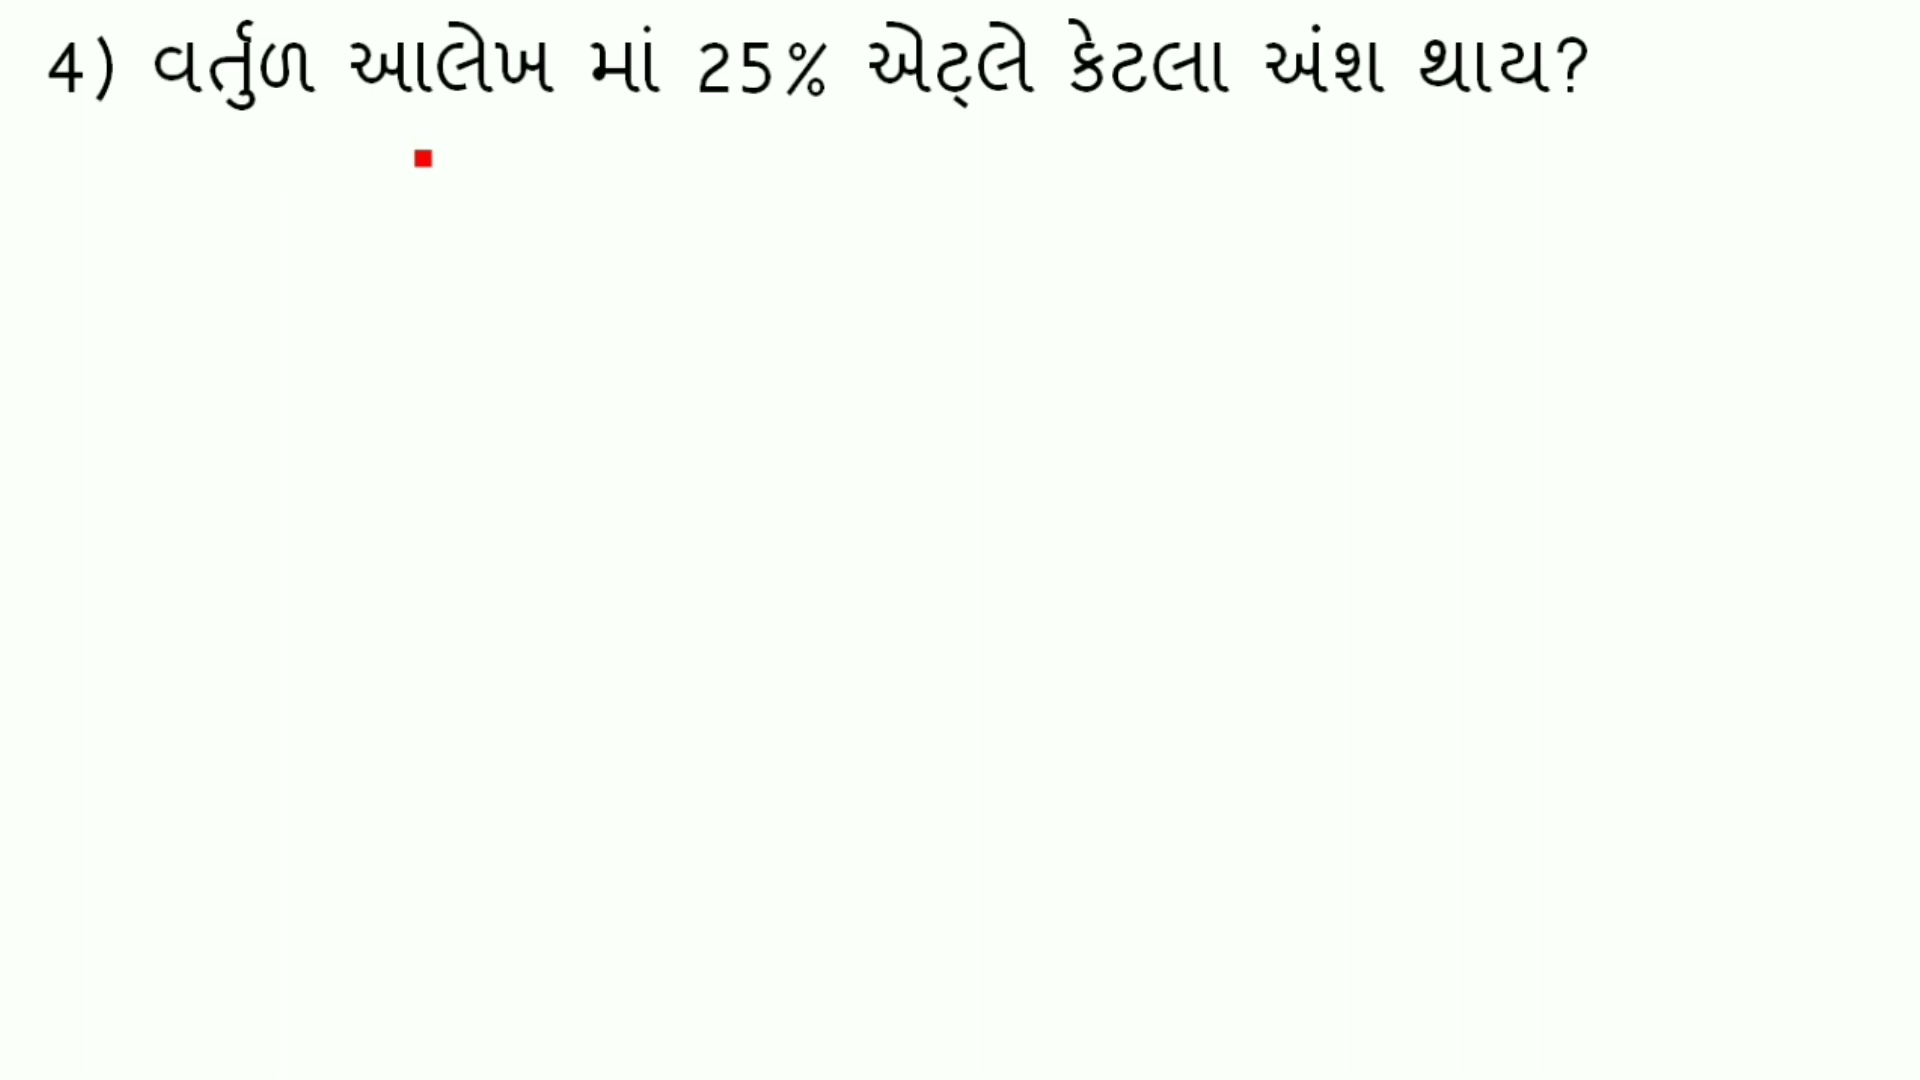 4) વર્તુળ આલેખ માં 25% એટ્લે કેટલા અંશ થાય?